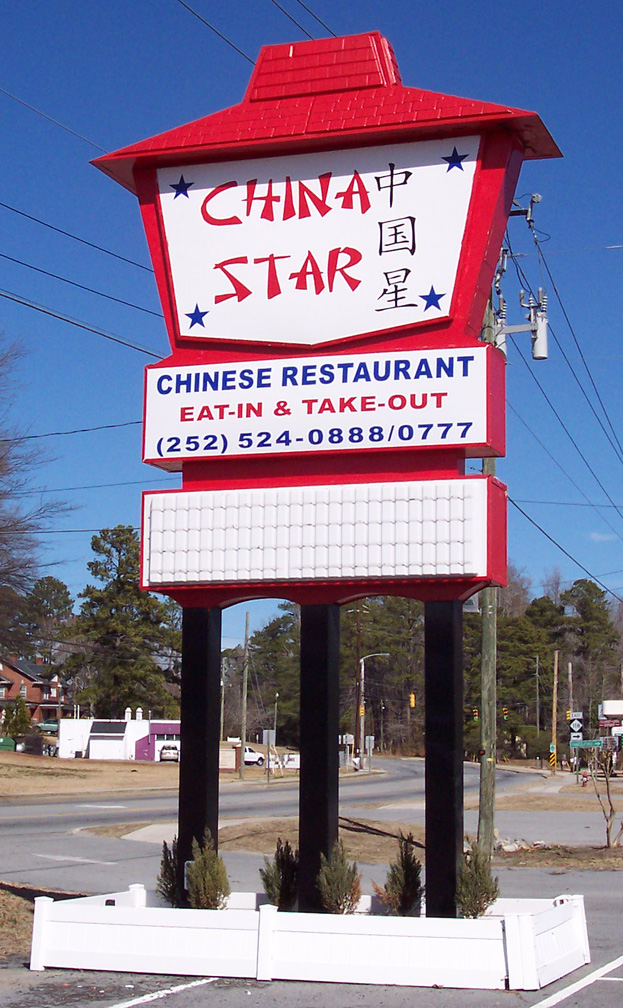 CHINA
STAR
中国星
CHINESE RESTAURANT
EAT-IN & TAKE-OUT
(252) 524-0888/0777